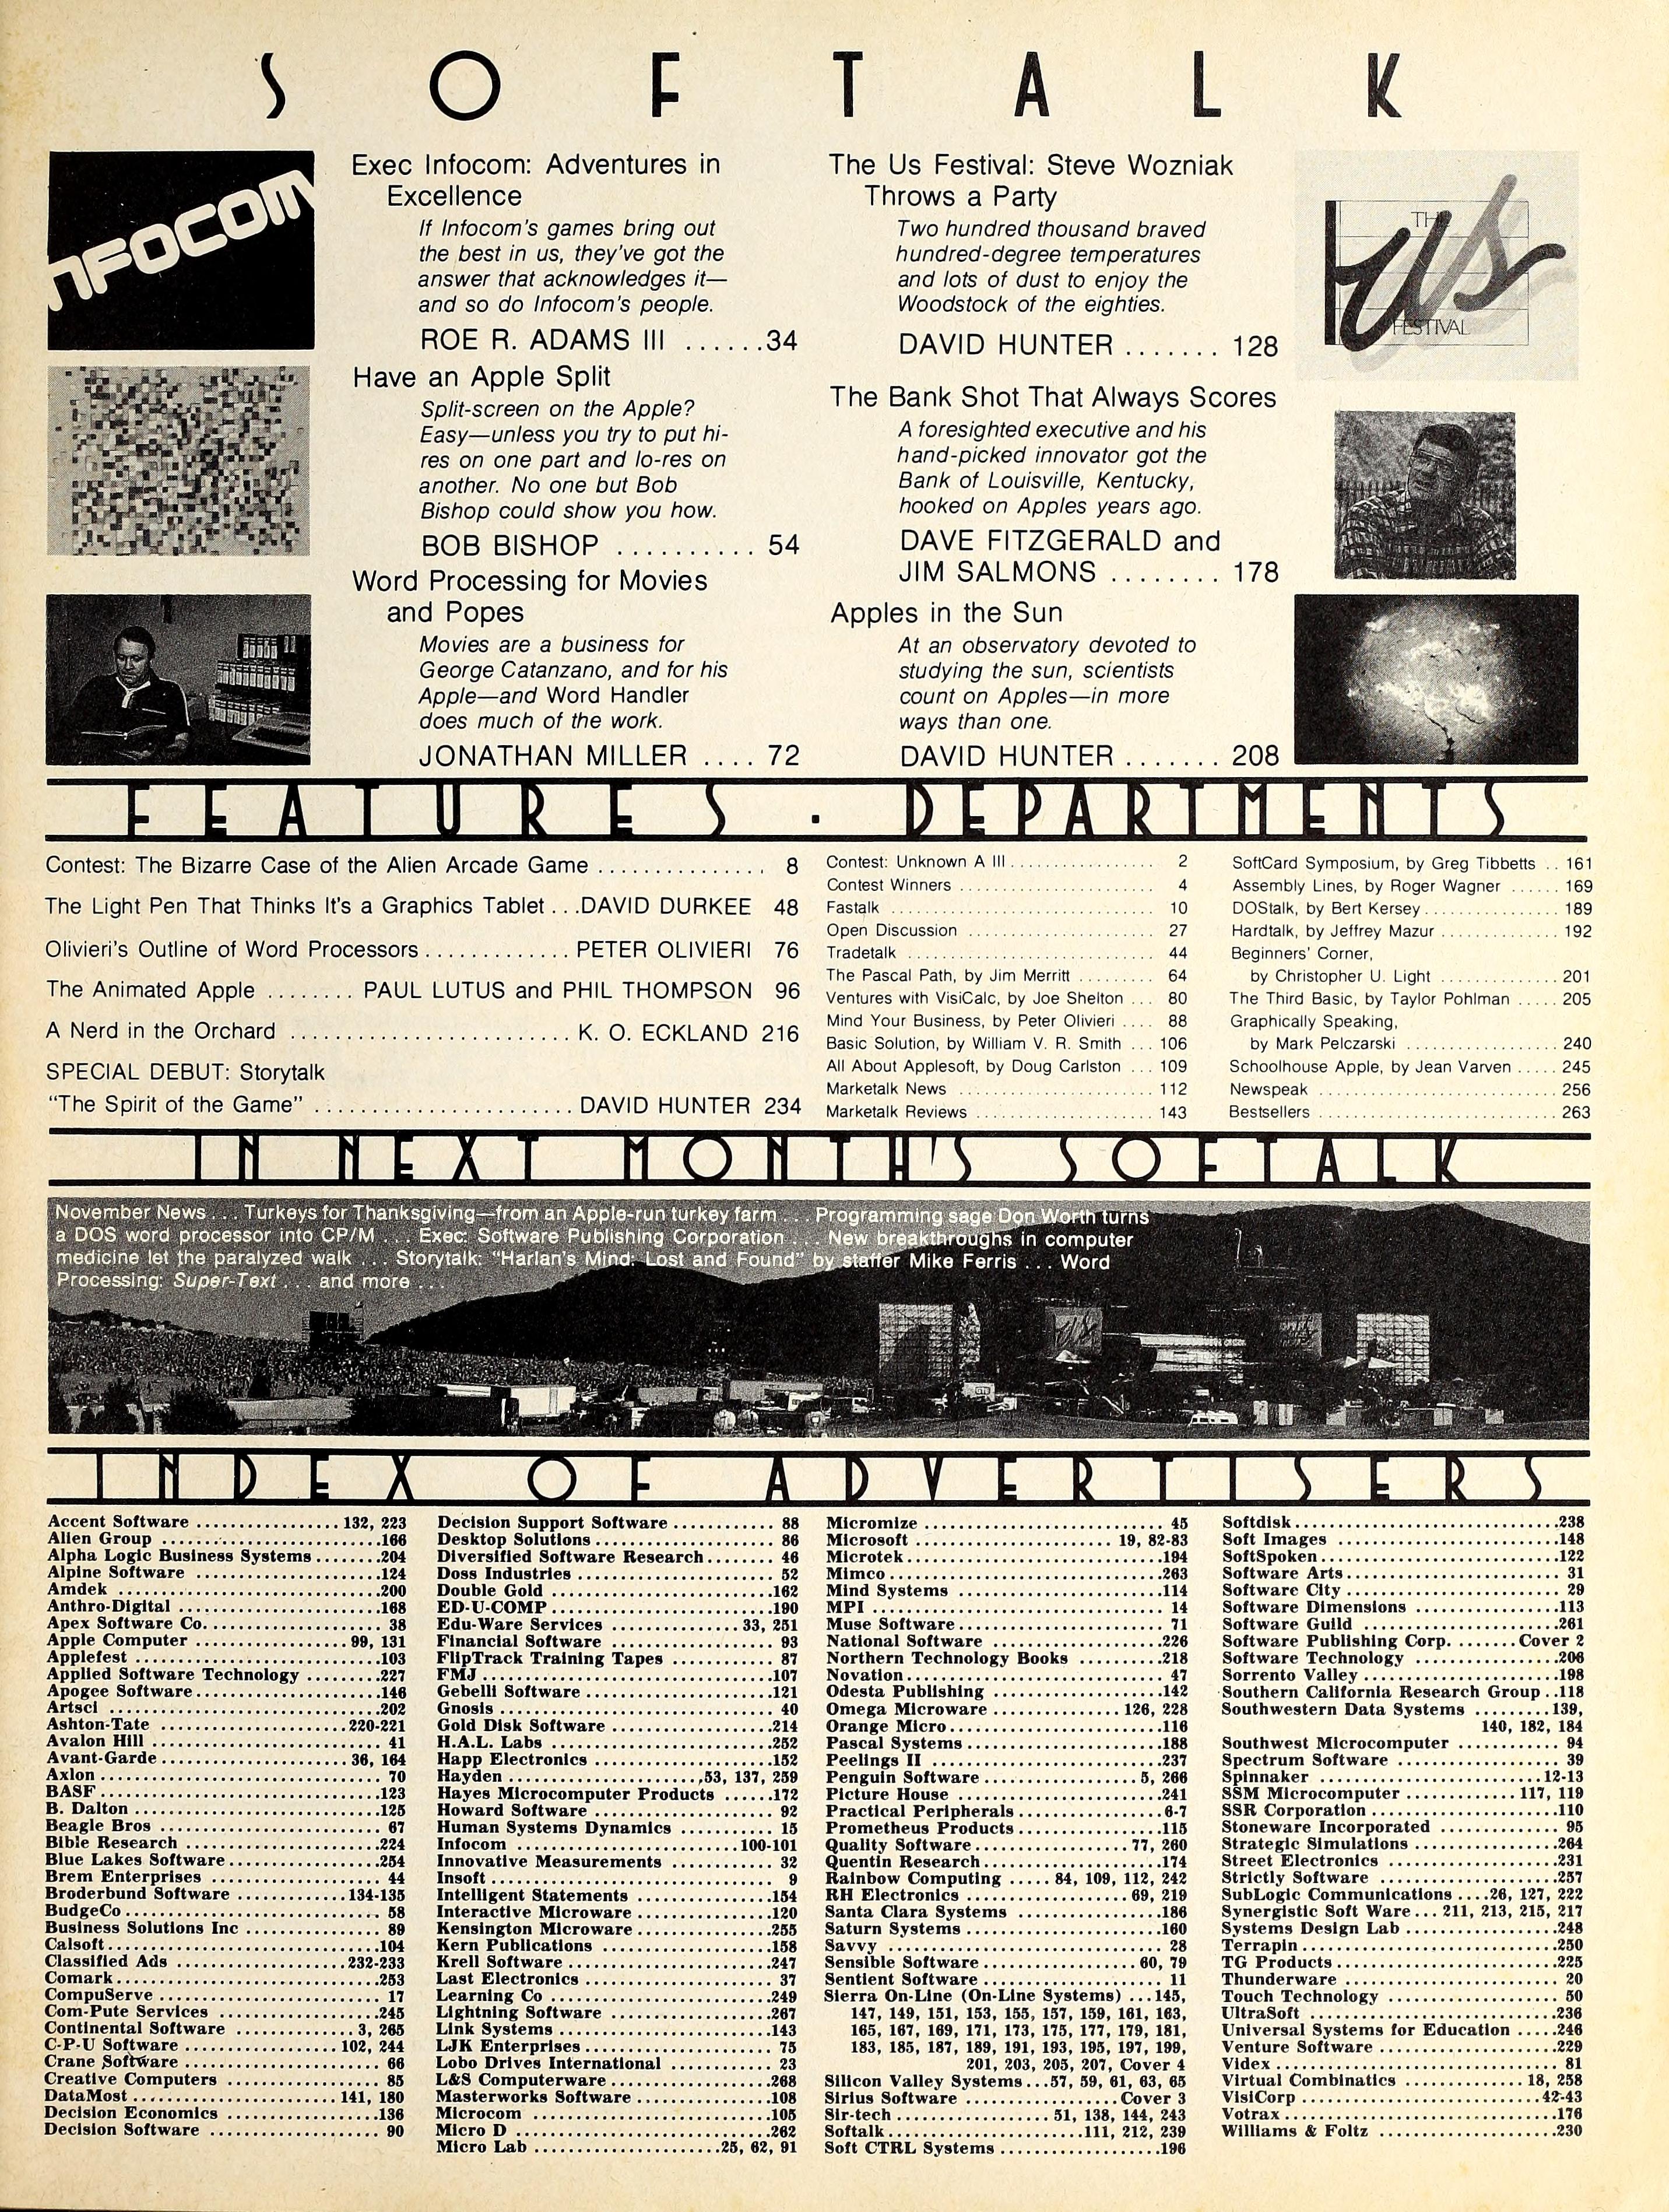 SOFTALK
INFOCOM
Exec Infocom: Adventures in
Excellence
If Infocom's games bring out
the best in us, they've got the
answer that acknowledges it—
and so do Infocom's people.
ROE R. ADAMS III ......34
Have an Apple Split
Split-screen on the Apple?
Easy—unless you try to put hi-
res on one part and lo-res on
another. No one but Bob
Bishop could show you how.
BOB BISHOP .......... 54
Word Processing for Movies
and Popes
Movies are a business for
George Catanzano, and for his
Apple—and Word Handler
does much of the work.
JONATHAN MILLER .... 72
The Us Festival: Steve Wozniak
Throws a Party
Two hundred thousand braved
hundred-degree temperatures
and lots of dust to enjoy the
Woodstock of the eighties.
DAVID HUNTER ....... 128
The Bank Shot That Always Scores
A foresighted executive and his
hand-picked innovator got the
Bank of Louisville, Kentucky,
hooked on Apples years ago.
DAVE FITZGERALD and
JIM SALMONS ........ 178
Apples in the Sun
At an observatory devoted to
studying the sun, scientists
count on Apples—in more
ways than one.
DAVID HUNTER ....... 208
THE
US
FESTIVAL
FEATURES · DEPARTMENTS
Contest: The Bizarre Case of the Alien Arcade Game ............... 8
The Light Pen That Thinks It's a Graphics Tablet ...DAVID DURKEE 48
Olivieri's Outline of Word Processors ............. PETER OLIVIERI 76
The Animated Apple ........ PAUL LUTUS and PHIL THOMPSON 96
A Nerd in the Orchard ......................... K. O. ECKLAND 216
SPECIAL DEBUT: Storytalk
"The Spirit of the Game" ....................... DAVID HUNTER 234
Contest: Unknown A III ................. 2
Contest Winners ....................... 4
Fastalk ............................... 10
Open Discussion ...................... 27
Tradetalk ............................. 44
The Pascal Path, by Jim Merritt ......... 64
Ventures with VisiCalc, by Joe Shelton ... 80
Mind Your Business, by Peter Olivieri .... 88
Basic Solution, by William V. R. Smith ... 106
All About Applesoft, by Doug Carlston ... 109
Marketalk News ....................... 112
Marketalk Reviews .................... 143
SoftCard Symposium, by Greg Tibbetts .. 161
Assembly Lines, by Roger Wagner ...... 169
DOStalk, by Bert Kersey ................ 189
Hardtalk, by Jeffrey Mazur .............. 192
Beginners' Corner,
by Christopher U. Light .............. 201
The Third Basic, by Taylor Pohlman ..... 205
Graphically Speaking,
by Mark Pelczarski .................. 240
Schoolhouse Apple, by Jean Varven ..... 245
Newspeak ............................ 256
Bestsellers ........................... 263
IN NEXT MONTH'S SOFTALK
November News ... Turkeys for Thanksgiving—from an Apple-run turkey farm ... Programming sage Don Worth turns
a DOS word processor into CP/M ... Exec: Software Publishing Corporation ... New breakthroughs in computer
medicine let the paralyzed walk ... Storytalk: "Harlan's Mind: Lost and Found" by staffer Mike Ferris ... Word
Processing: Super-Text ... and more ...
INDEX OF ADVERTISERS
Accent Software ................. 132, 223
Alien Group ..........................166
Alpha Logic Business Systems ........204
Alpine Software ......................124
Amdek ...............................200
Anthro-Digital ........................168
Apex Software Co. .................... 38
Apple Computer .................. 99, 131
Applefest .............................103
Applied Software Technology .........227
Apogee Software ......................146
Artsci ................................202
Ashton-Tate ......................220-221
Avalon Hill ........................... 41
Avant-Garde ...................... 36, 164
Axlon ................................ 70
BASF .................................123
B. Dalton .............................125
Beagle Bros .......................... 67
Bible Research .......................224
Blue Lakes Software ..................254
Brem Enterprises ..................... 44
Broderbund Software .............134-135
BudgeCo .............................. 58
Business Solutions Inc ................ 89
Calsoft ...............................104
Classified Ads ....................232-233
Comark ...............................253
CompuServe .......................... 17
Com-Pute Services ...................245
Continental Software .............. 3, 265
C-P-U Software ................. 102, 244
Crane Software ....................... 66
Creative Computers .................. 85
DataMost ....................... 141, 180
Decision Economics ..................136
Decision Software .................... 90
Decision Support Software ............ 88
Desktop Solutions .................... 86
Diversified Software Research ........ 46
Doss Industries ...................... 52
Double Gold ..........................162
ED-U-COMP ..........................190
Edu-Ware Services .............. 33, 251
Financial Software ................... 93
FlipTrack Training Tapes ............ 87
FMJ ..................................107
Gebelli Software .....................121
Gnosis ............................... 40
Gold Disk Software ...................214
H.A.L. Labs ..........................252
Happ Electronics .....................152
Hayden ....................53, 137, 259
Hayes Microcomputer Products ......172
Howard Software ..................... 92
Human Systems Dynamics ........... 15
Infocom .........................100-101
Innovative Measurements ............ 32
Insoft ................................ 9
Intelligent Statements ................154
Interactive Microware ................120
Kensington Microware ................255
Kern Publications ....................158
Krell Software .......................247
Last Electronics ...................... 37
Learning Co .........................249
Lightning Software ...................267
Link Systems .........................143
LJK Enterprises ...................... 75
Lobo Drives International ............ 23
L&S Computerware ...................268
Masterworks Software ................108
Microcom ............................105
Micro D ..............................262
Micro Lab .................25, 62, 91
Micromize ............................ 45
Microsoft ..................... 19, 82-83
Microtek .............................194
Mimco ...............................263
Mind Systems ........................114
MPI .................................. 14
Muse Software ....................... 71
National Software ....................226
Northern Technology Books ..........218
Novation ............................. 47
Odesta Publishing ....................142
Omega Microware .............. 126, 228
Orange Micro ........................116
Pascal Systems .......................188
Peelings II ...........................237
Penguin Software ................ 5, 266
Picture House ........................241
Practical Peripherals ................. 6-7
Prometheus Products .................115
Quality Software ................ 77, 260
Quentin Research .....................174
Rainbow Computing ..... 84, 109, 112, 242
RH Electronics .................. 69, 219
Santa Clara Systems .................186
Saturn Systems .......................160
Savvy ................................ 28
Sensible Software ................ 60, 79
Sentient Software .................... 11
Sierra On-Line (On-Line Systems) ...145,
147, 149, 151, 153, 155, 157, 159, 161, 163,
165, 167, 169, 171, 173, 175, 177, 179, 181,
183, 185, 187, 189, 191, 193, 195, 197, 199,
201, 203, 205, 207, Cover 4
Silicon Valley Systems ...57, 59, 61, 63, 65
Sirius Software .................. Cover 3
Sir-tech ................. 51, 138, 144, 243
Softalk ....................111, 212, 239
Soft CTRL Systems ...................196
Softdisk ..............................238
Soft Images ..........................148
SoftSpoken ...........................122
Software Arts ........................ 31
Software City ........................ 29
Software Dimensions .................113
Software Guild .......................261
Software Publishing Corp. ....... Cover 2
Software Technology .................206
Sorrento Valley .......................198
Southern California Research Group ..118
Southwestern Data Systems .........139,
140, 182, 184
Southwest Microcomputer ........... 94
Spectrum Software ................... 39
Spinnaker .........................12-13
SSM Microcomputer ............ 117, 119
SSR Corporation ......................110
Stoneware Incorporated .............. 95
Strategic Simulations ................264
Street Electronics ....................231
Strictly Software .....................257
SubLogic Communications ....26, 127, 222
Synergistic Soft Ware ... 211, 213, 215, 217
Systems Design Lab ..................248
Terrapin .............................250
TG Products ..........................225
Thunderware ......................... 20
Touch Technology .................... 50
UltraSoft ............................236
Universal Systems for Education .....246
Venture Software .....................229
Videx ................................ 81
Virtual Combinatics ............. 18, 258
VisiCorp ..........................42-43
Votrax ...............................176
Williams & Foltz .....................230